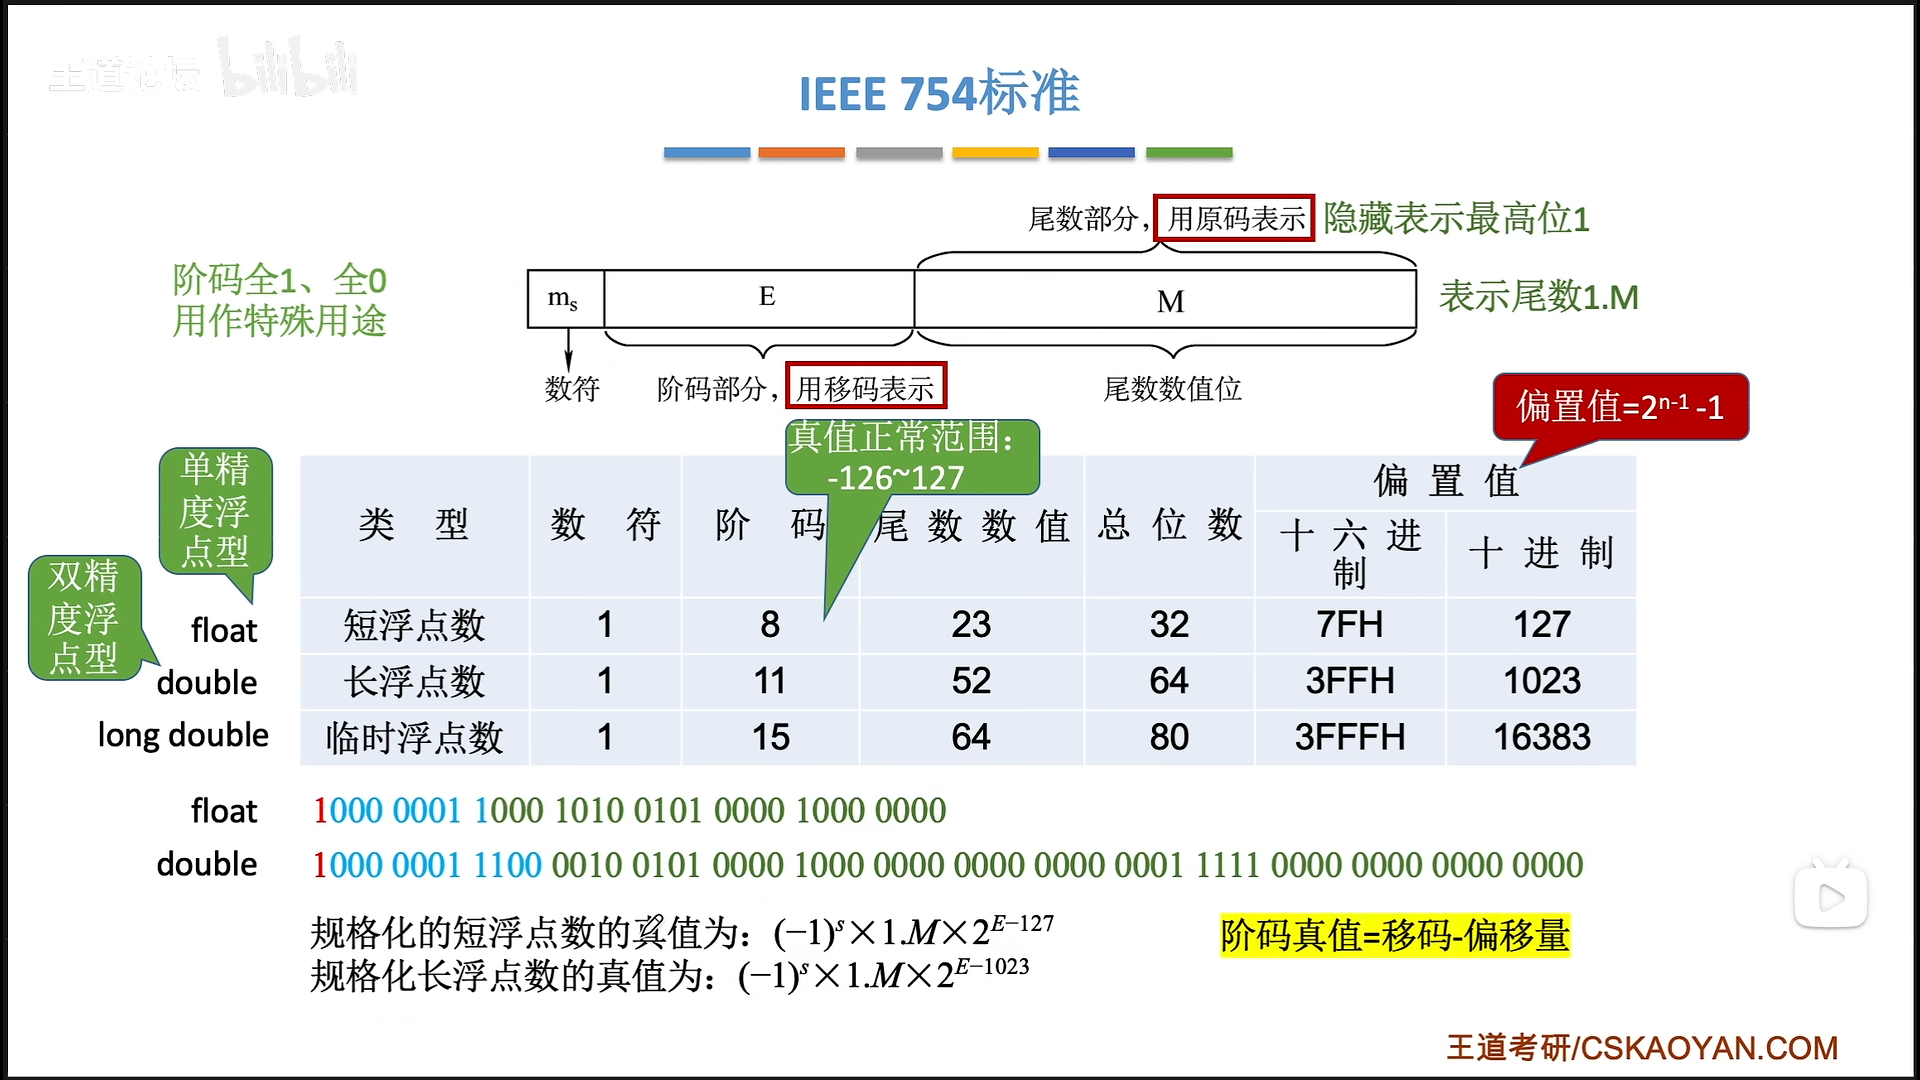 王道论坛 bilibili
IEEE 754标准
尾数部分，用原码表示 隐藏表示最高位1
阶码全1、全0
用作特殊用途
mₛ E M
表示尾数1.M
数符 阶码部分，用移码表示 尾数数值位
偏置值=2ⁿ⁻¹ -1
真值正常范围：
-126~127
单精
度浮
点型
双精
度浮
点型
类 型 数 符 阶 码 尾数数值 总位数 偏置值
十六进
制
十进制
float 短浮点数 1 8 23 32 7FH 127
double 长浮点数 1 11 52 64 3FFH 1023
long double 临时浮点数 1 15 64 80 3FFFH 16383
float 1000 0001 1000 1010 0101 0000 1000 0000
double 1000 0001 1100 0010 0101 0000 1000 0000 0000 0000 0001 1111 0000 0000 0000 0000
规格化的短浮点数的真值为：(−1)ˢ×1.M×2^{E−127}
规格化长浮点数的真值为：(−1)ˢ×1.M×2^{E−1023}
阶码真值=移码-偏移量
王道考研/CSKAOYAN.COM